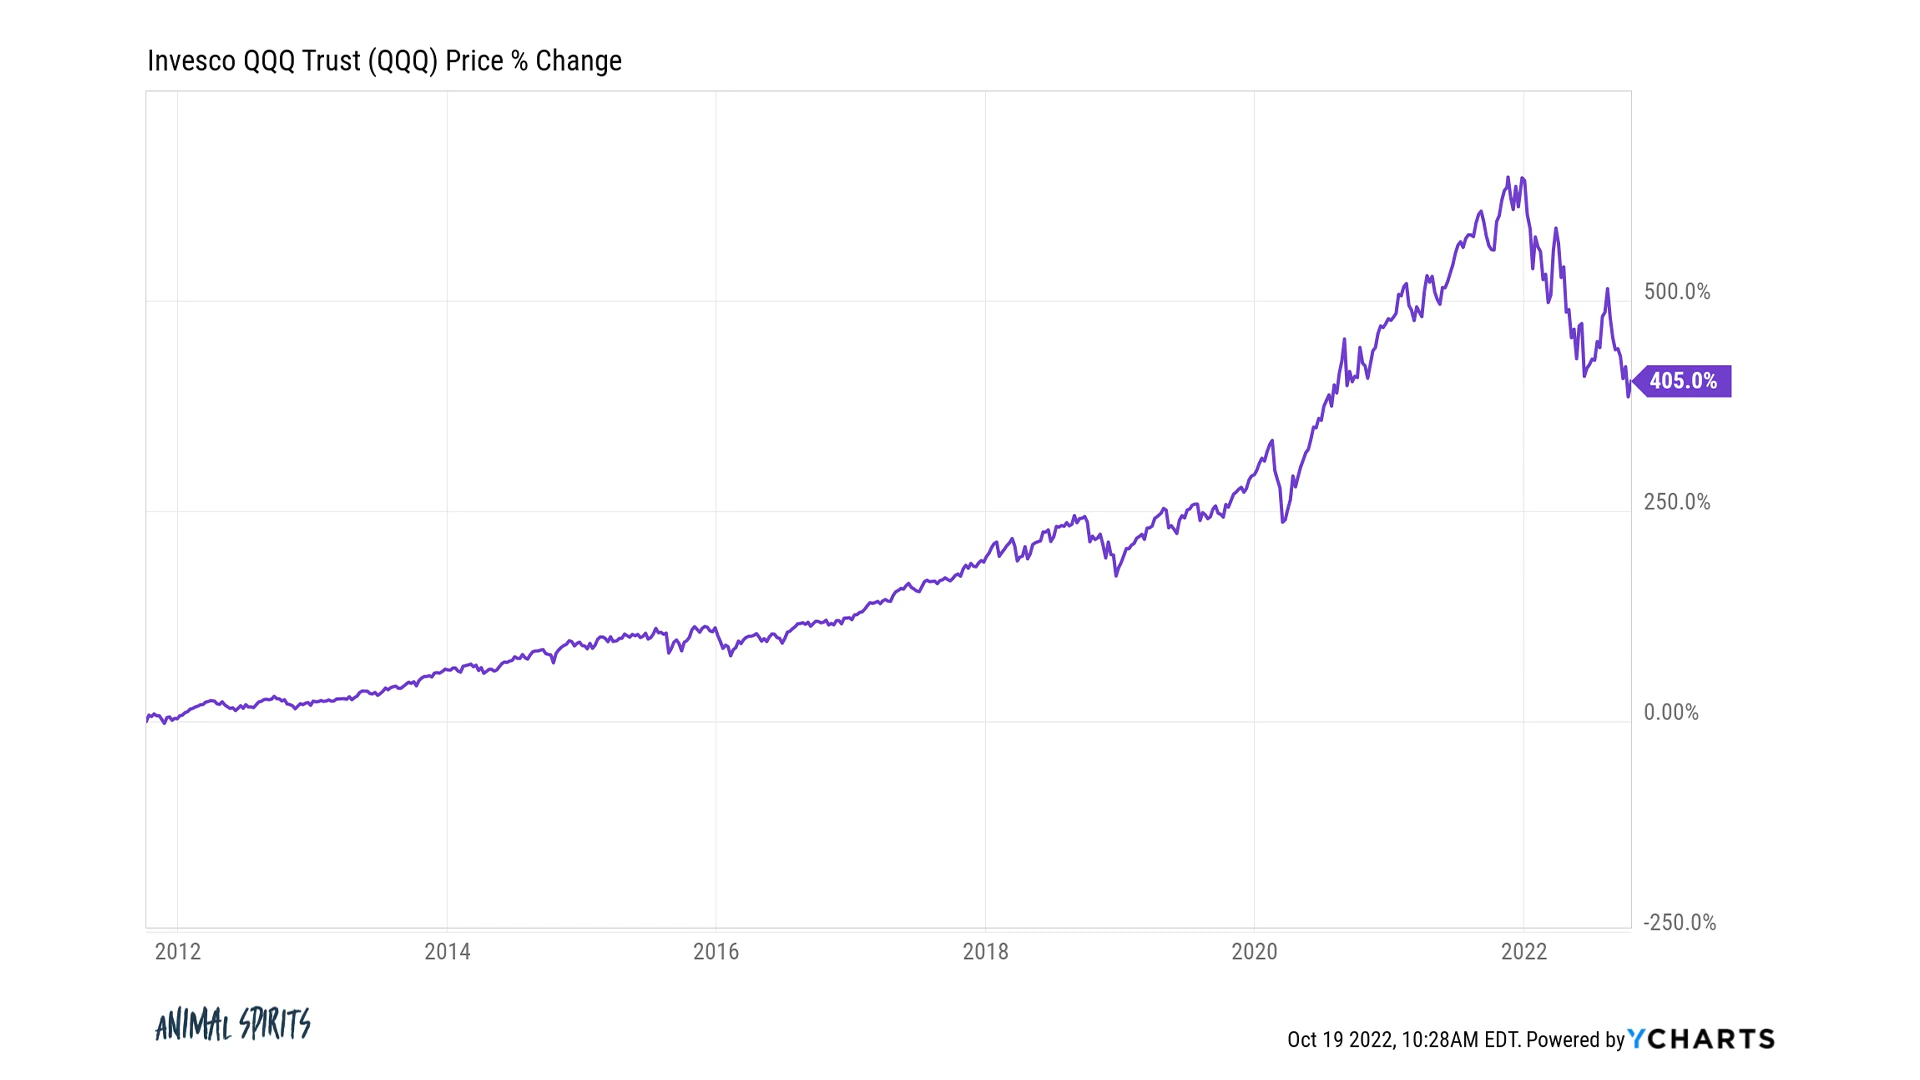 Invesco QQQ Trust (QQQ) Price % Change
500.0%
405.0%
250.0%
0.00%
-250.0%
2012 2014 2016 2018 2020 2022
ANIMAL SPIRITS
Oct 19 2022, 10:28AM EDT. Powered by YCHARTS